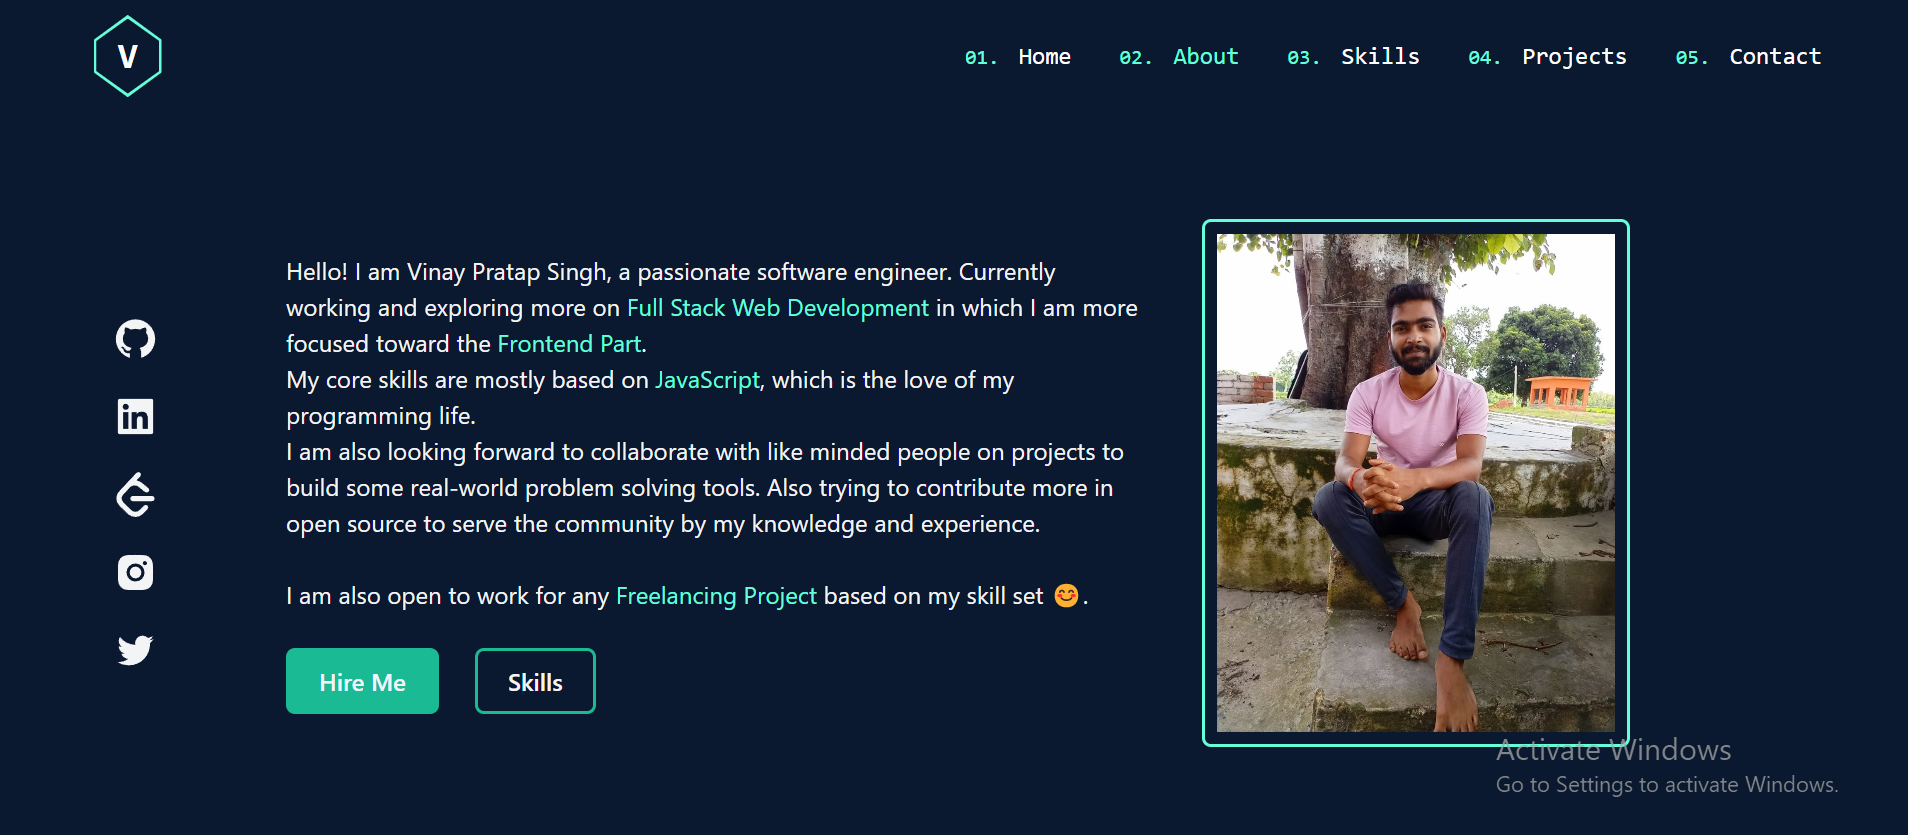 V
01. Home 02. About 03. Skills 04. Projects 05. Contact
Hello! I am Vinay Pratap Singh, a passionate software engineer. Currently
working and exploring more on Full Stack Web Development in which I am more
focused toward the Frontend Part.
My core skills are mostly based on JavaScript, which is the love of my
programming life.
I am also looking forward to collaborate with like minded people on projects to
build some real-world problem solving tools. Also trying to contribute more in
open source to serve the community by my knowledge and experience.
I am also open to work for any Freelancing Project based on my skill set 😊.
Hire Me Skills
in
Activate Windows
Go to Settings to activate Windows.